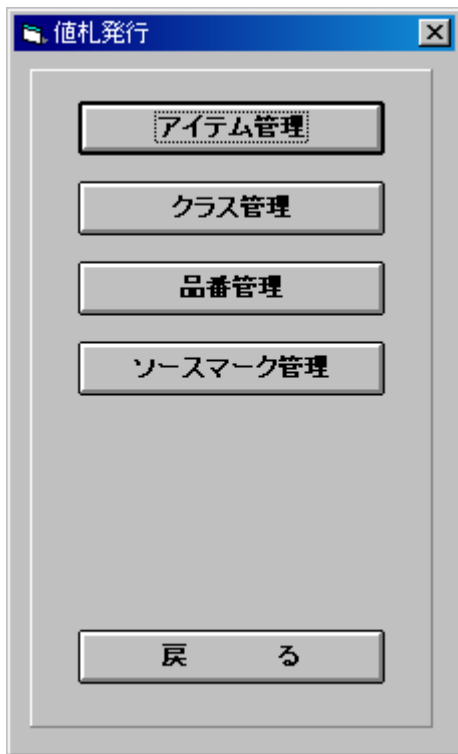 値札発行
アイテム管理
クラス管理
品番管理
ソースマーク管理
戻　　　る